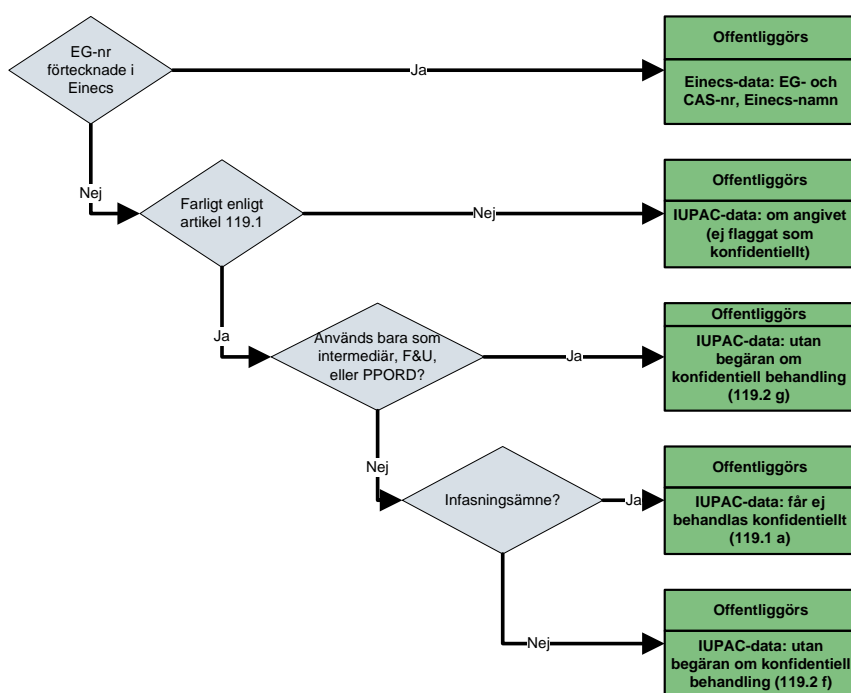 EG-nr
förtecknade i
Einecs
Ja
Offentliggörs
Einecs-data: EG- och
CAS-nr, Einecs-namn
Nej
Farligt enligt
artikel 119.1
Nej
Offentliggörs
IUPAC-data: om angivet
(ej flaggat som
konfidentiellt)
Ja
Används bara som
intermediär, F&U,
eller PPORD?
Ja
Offentliggörs
IUPAC-data: utan
begäran om
konfidentiell behandling
(119.2 g)
Nej
Infasningsämne?
Ja
Offentliggörs
IUPAC-data: får ej
behandlas konfidentiellt
(119.1 a)
Nej
Offentliggörs
IUPAC-data: utan
begäran om konfidentiell
behandling (119.2 f)